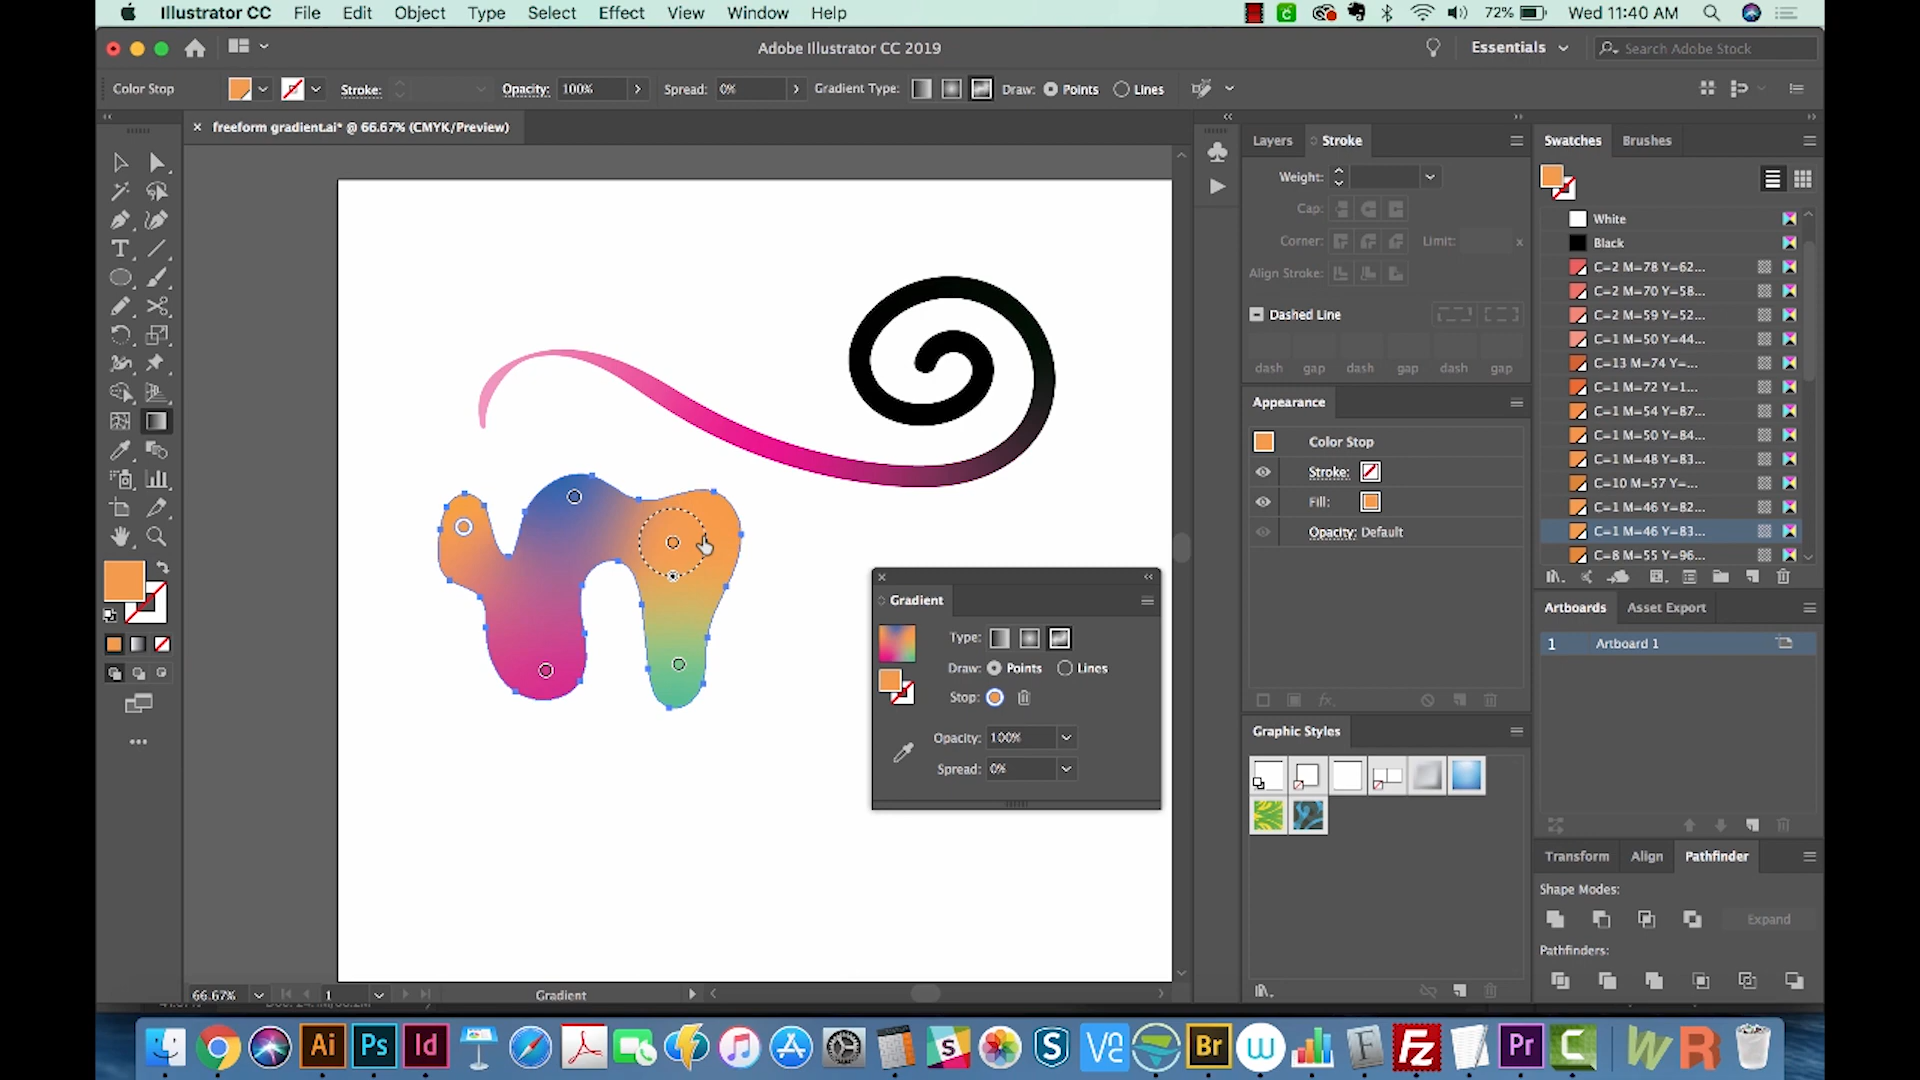 Illustrator CC File Edit Object Type Select Effect View Window Help 72% Wed 11:40 AM
Adobe Illustrator CC 2019 Essentials Search Adobe Stock
Color Stop Stroke: Opacity: 100% Spread: 0% Gradient Type: Draw: Points Lines
freeform gradient.ai* @ 66.67% (CMYK/Preview)
Layers Stroke
Weight:
Cap:
Corner: Limit: x
Align Stroke:
Dashed Line
dash gap dash gap dash gap
Appearance
Color Stop
Stroke:
Fill:
Opacity: Default
Graphic Styles
Swatches Brushes
White
Black
C=2 M=78 Y=62...
C=2 M=70 Y=58...
C=2 M=59 Y=52...
C=1 M=50 Y=44...
C=13 M=74 Y=...
C=1 M=72 Y=1...
C=1 M=54 Y=87...
C=1 M=50 Y=84...
C=1 M=48 Y=83...
C=10 M=57 Y=...
C=1 M=46 Y=82...
C=1 M=46 Y=83...
C=8 M=55 Y=96...
Artboards Asset Export
1 Artboard 1
Transform Align Pathfinder
Shape Modes:
Expand
Pathfinders:
Gradient
Type:
Draw: Points Lines
Stop:
Opacity: 100%
Spread: 0%
66.67% 1 Gradient
Ai Ps Id S S Br W F Fz Pr C W R